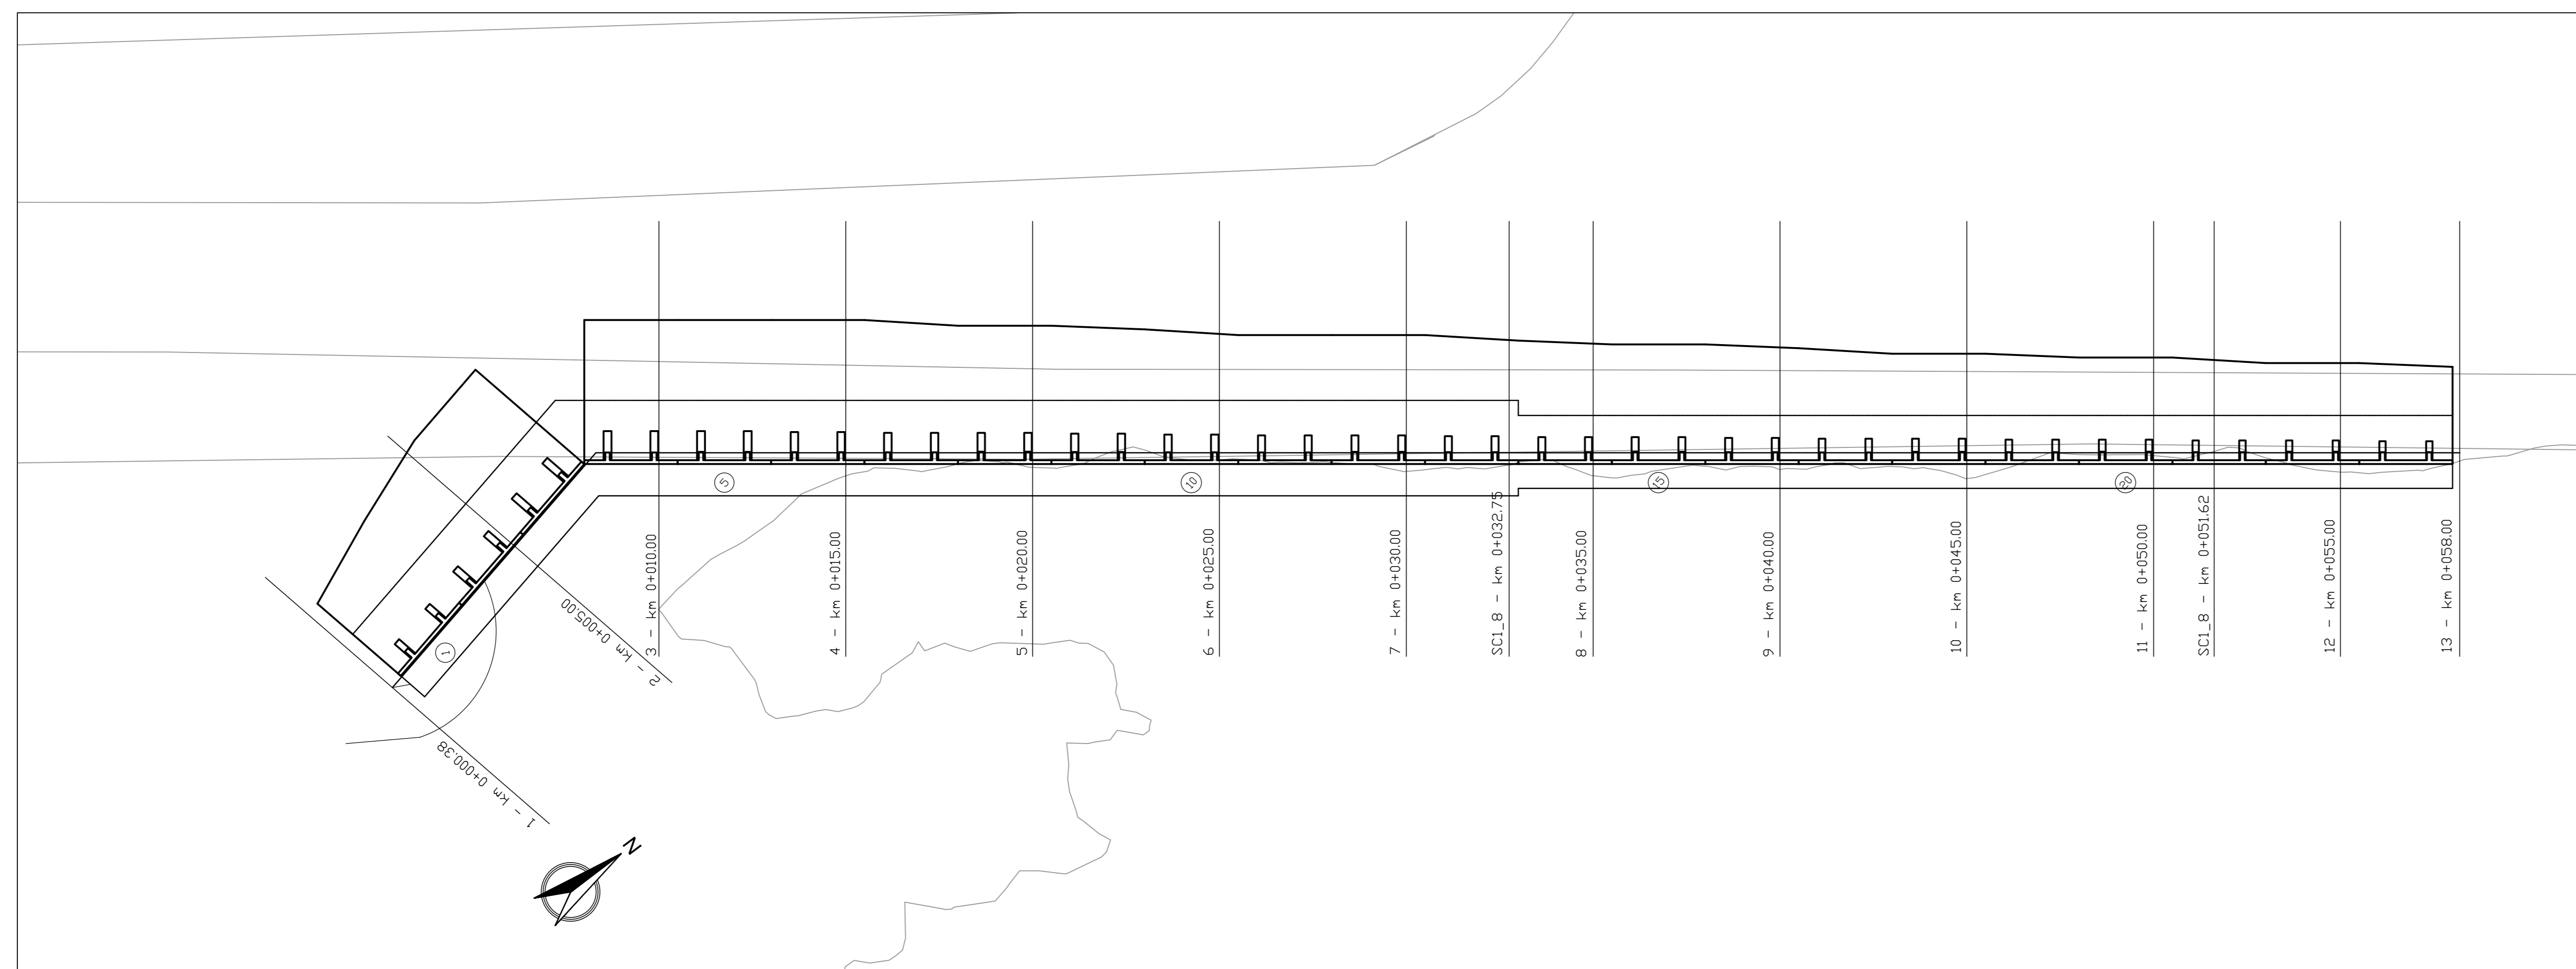 1 - km 0+000.38
2 - km 0+005.00
3 - km 0+010.00
4 - km 0+015.00
5 - km 0+020.00
6 - km 0+025.00
7 - km 0+030.00
SC1_8 - km 0+032.75
8 - km 0+035.00
9 - km 0+040.00
10 - km 0+045.00
11 - km 0+050.00
SC1_8 - km 0+051.62
12 - km 0+055.00
13 - km 0+058.00
1
5
10
15
20
N